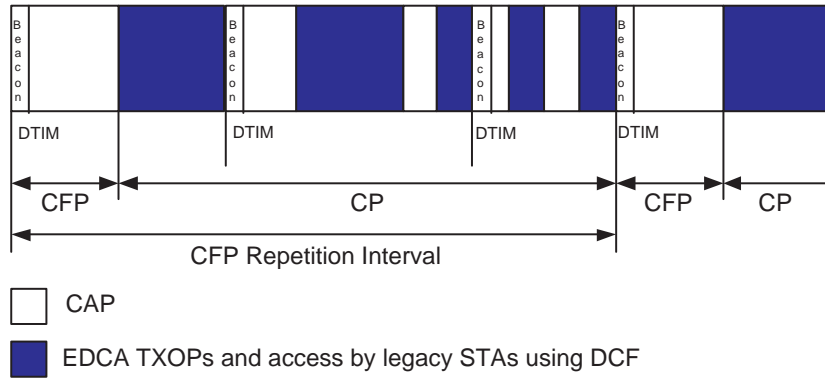 Beacon
Beacon
Beacon
Beacon
DTIM
DTIM
DTIM
DTIM
CFP
CP
CFP
CP
CFP Repetition Interval
CAP
EDCA TXOPs and access by legacy STAs using DCF